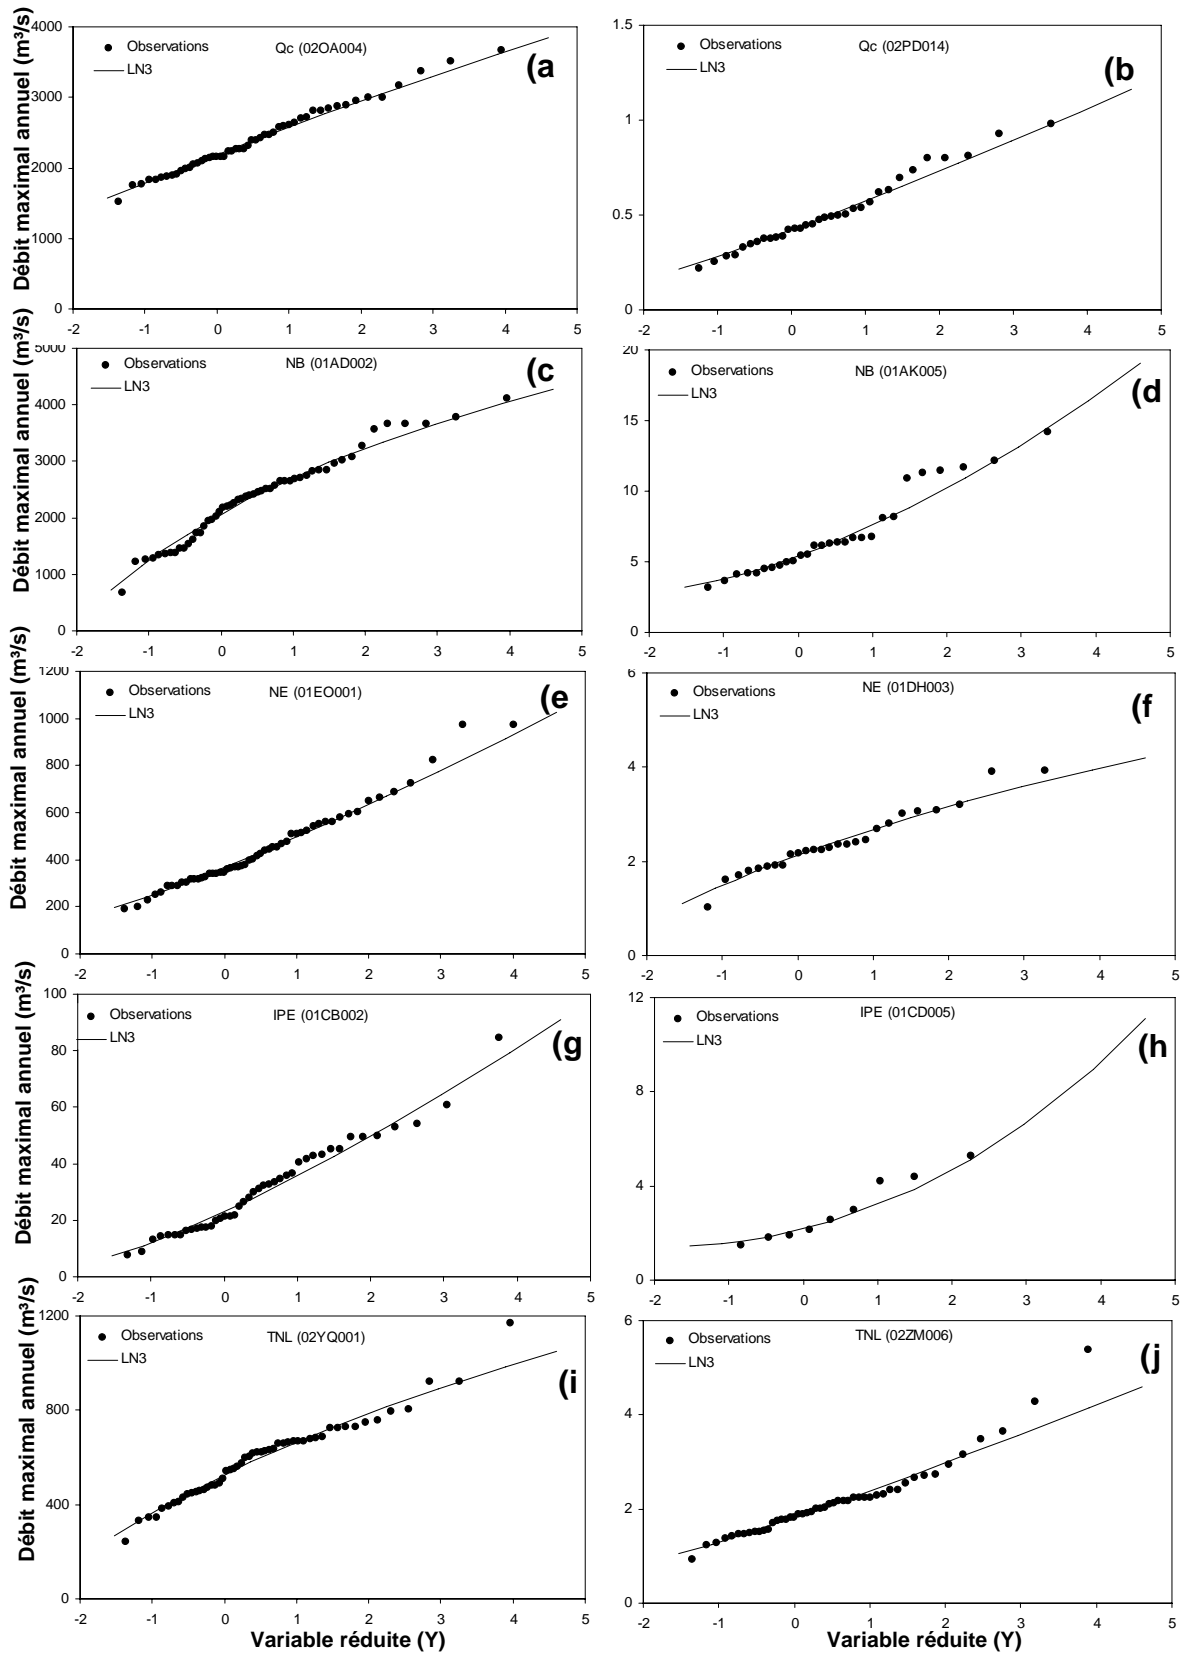 Débit maximal annuel (m³/s)
4000
3000
2000
1000
0
Observations
LN3
Qc (02OA004)
(a
-2 -1 0 1 2 3 4 5
1.5
1
0.5
0
Observations
LN3
Qc (02PD014)
(b
-2 -1 0 1 2 3 4 5
Débit maximal annuel (m³/s)
5000
4000
3000
2000
1000
0
Observations
LN3
NB (01AD002)
(c
-2 -1 0 1 2 3 4 5
20
15
10
5
0
Observations
LN3
NB (01AK005)
(d
-2 -1 0 1 2 3 4 5
Débit maximal annuel (m³/s)
1200
1000
800
600
400
200
0
Observations
LN3
NE (01EO001)
(e
-2 -1 0 1 2 3 4 5
6
4
2
0
Observations
LN3
NE (01DH003)
(f
-2 -1 0 1 2 3 4 5
Débit maximal annuel (m³/s)
100
80
60
40
20
0
Observations
LN3
IPE (01CB002)
(g
-2 -1 0 1 2 3 4 5
12
8
4
0
Observations
LN3
IPE (01CD005)
(h
-2 -1 0 1 2 3 4 5
Débit maximal annuel (m³/s)
1200
800
400
0
Observations
LN3
TNL (02YQ001)
(i
-2 -1 0 1 2 3 4 5
Variable réduite (Y)
6
4
2
0
Observations
LN3
TNL (02ZM006)
(j
-2 -1 0 1 2 3 4 5
Variable réduite (Y)